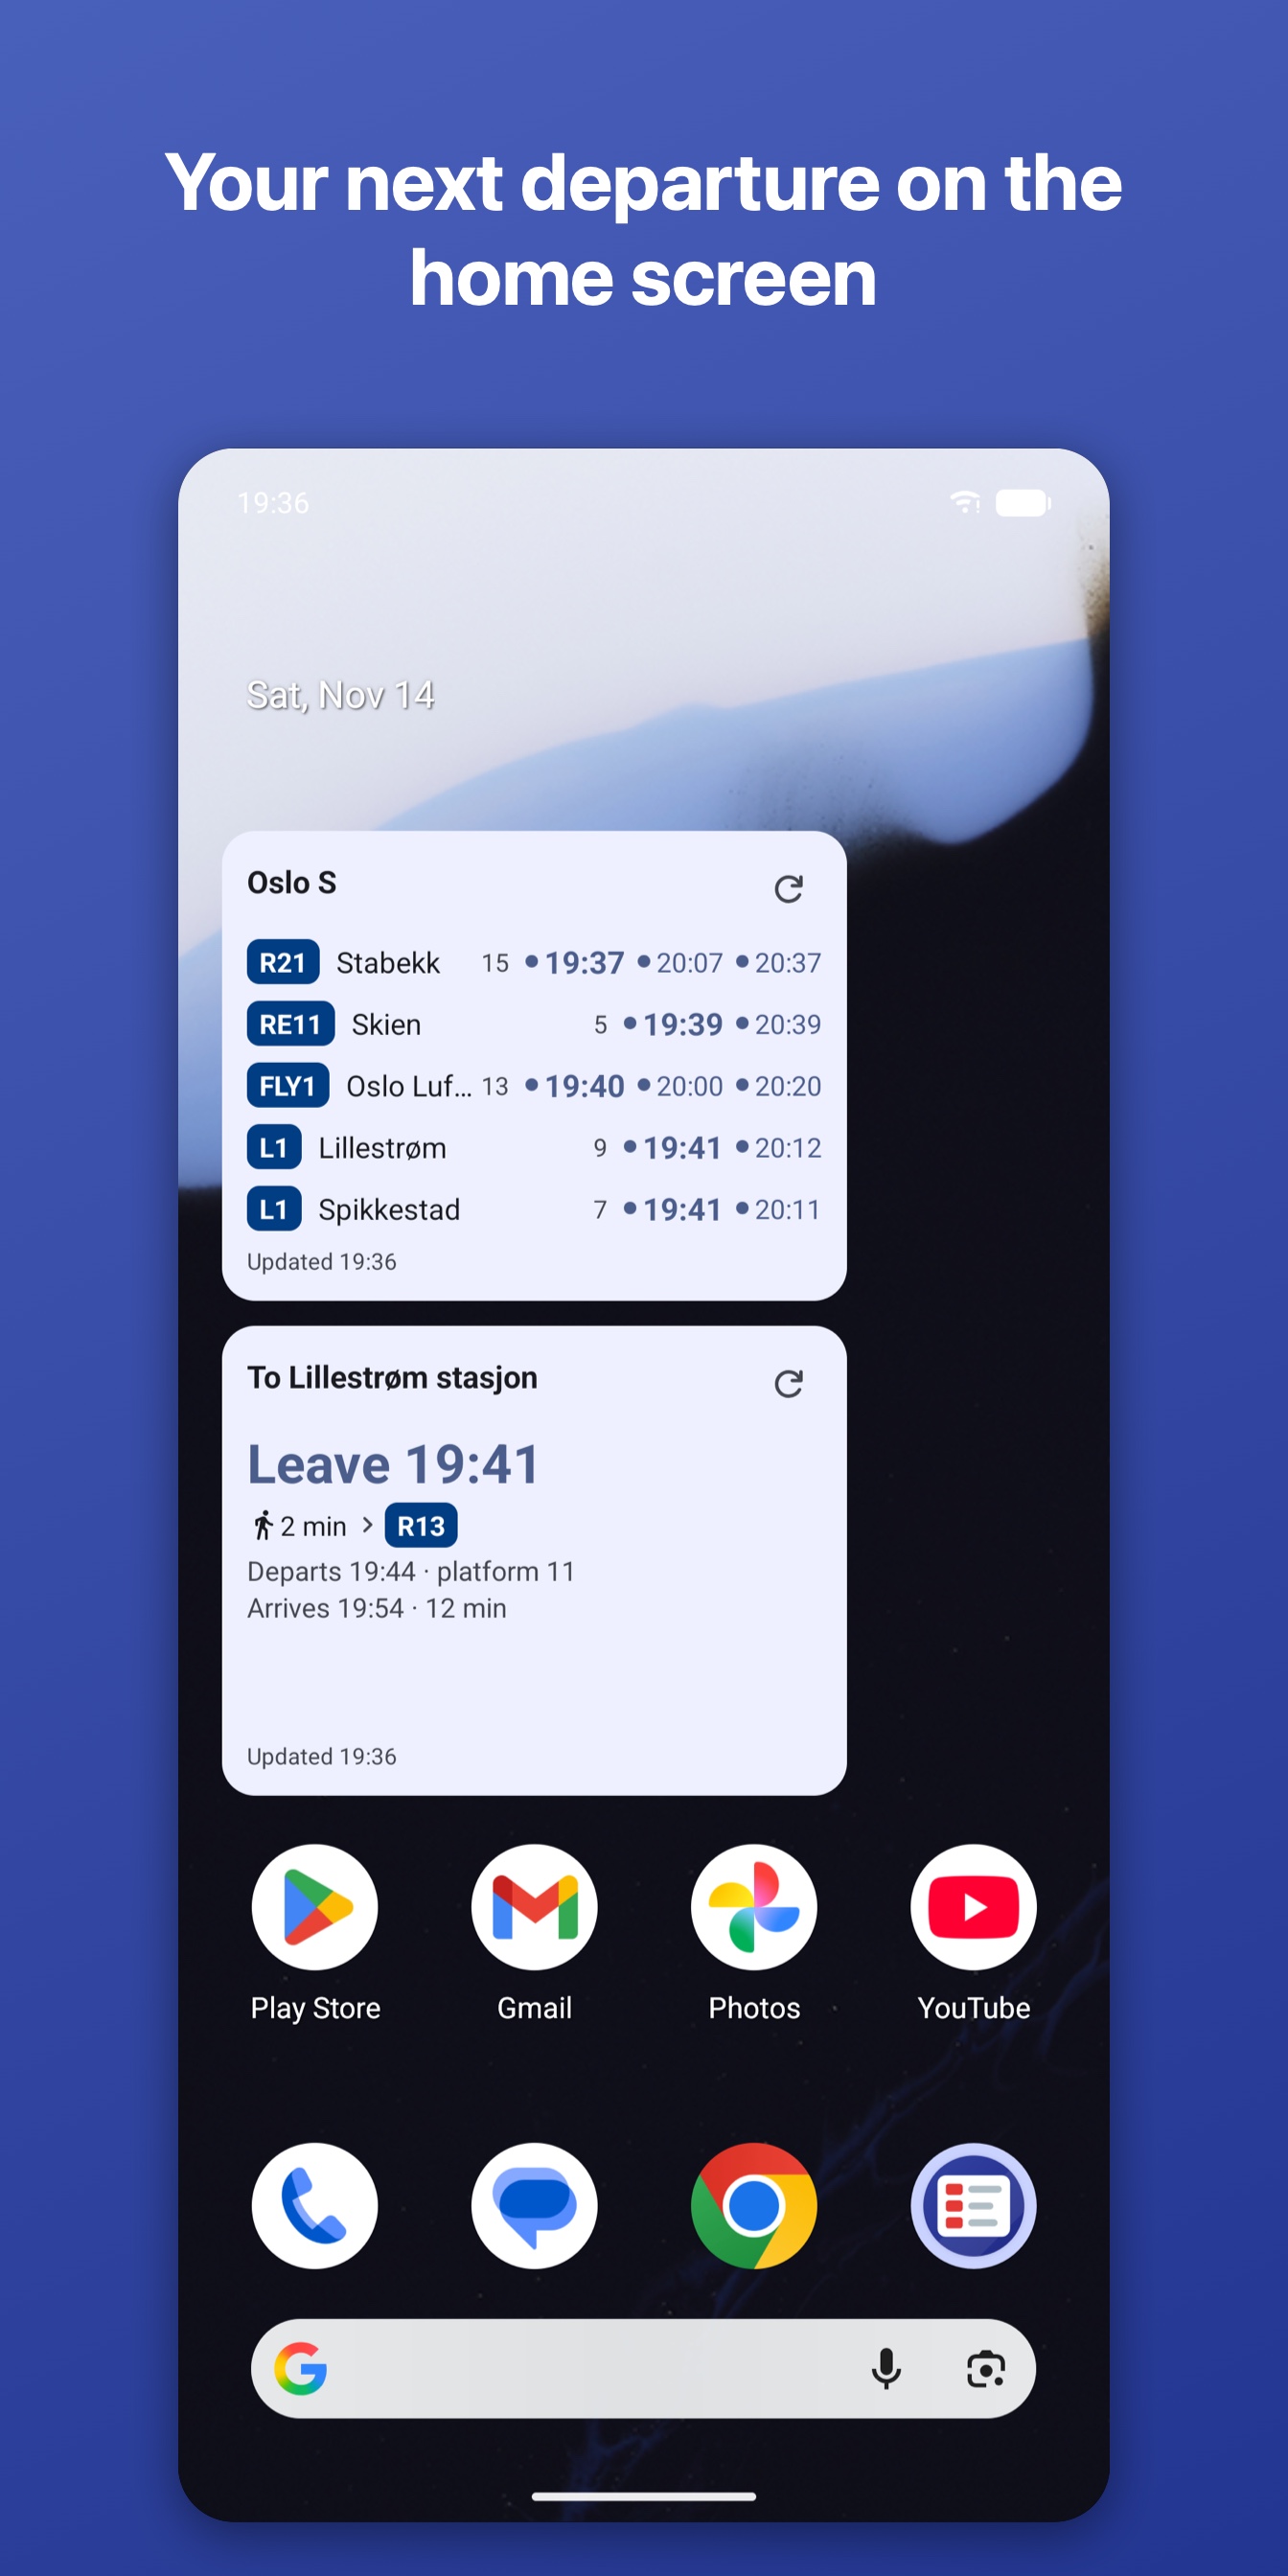 Your next departure on the
home screen
19:36
Sat, Nov 14
Oslo S
R21 Stabekk 15 •19:37 •20:07 •20:37
RE11 Skien 5 •19:39 •20:39
FLY1 Oslo Luf... 13 •19:40 •20:00 •20:20
L1 Lillestrøm 9 •19:41 •20:12
L1 Spikkestad 7 •19:41 •20:11
Updated 19:36
To Lillestrøm stasjon
Leave 19:41
2 min > R13
Departs 19:44 · platform 11
Arrives 19:54 · 12 min
Updated 19:36
Play Store Gmail Photos YouTube